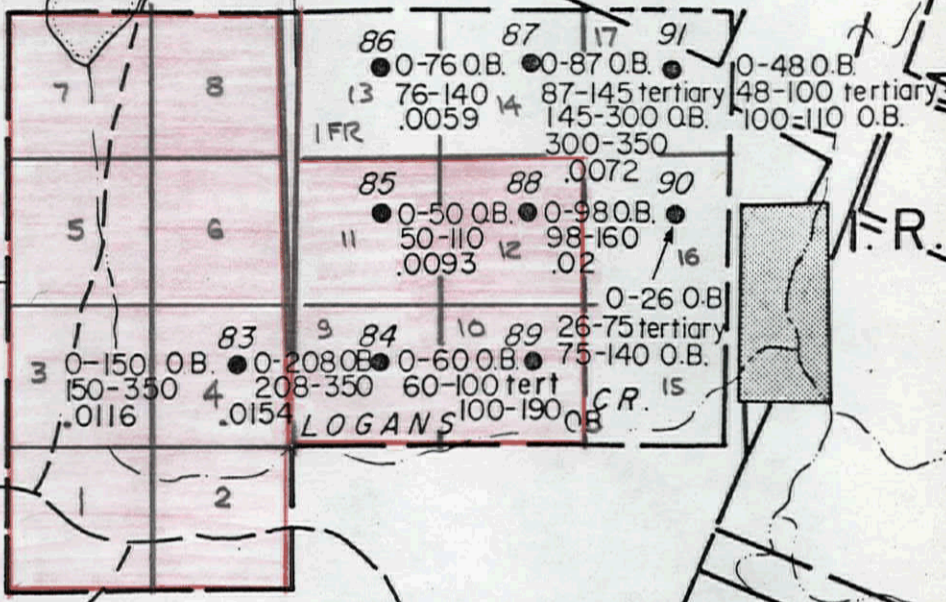 86
87
17
91
0-76 O.B.
0-87 O.B.
0-48 O.B.
7
8
13
76-140
14
87-145 tertiary
48-100 tertiary
.0059
145-300 O.B.
100-110 O.B.
1FR
300-350
.0072
85
88
90
0-50 O.B.
0-98 O.B.
5
6
11
50-110
12
98-160
16
I.R.
.0093
.02
0-26 O.B
9
10
26-75 tertiary
83
84
89
3
0-150 O.B.
0-208 OB
0-60 O.B.
75-140 O.B.
150-350
4
208-350
60-100 tert
15
.0116
.0154
100-190 OB
LOGANS CR.
1
2